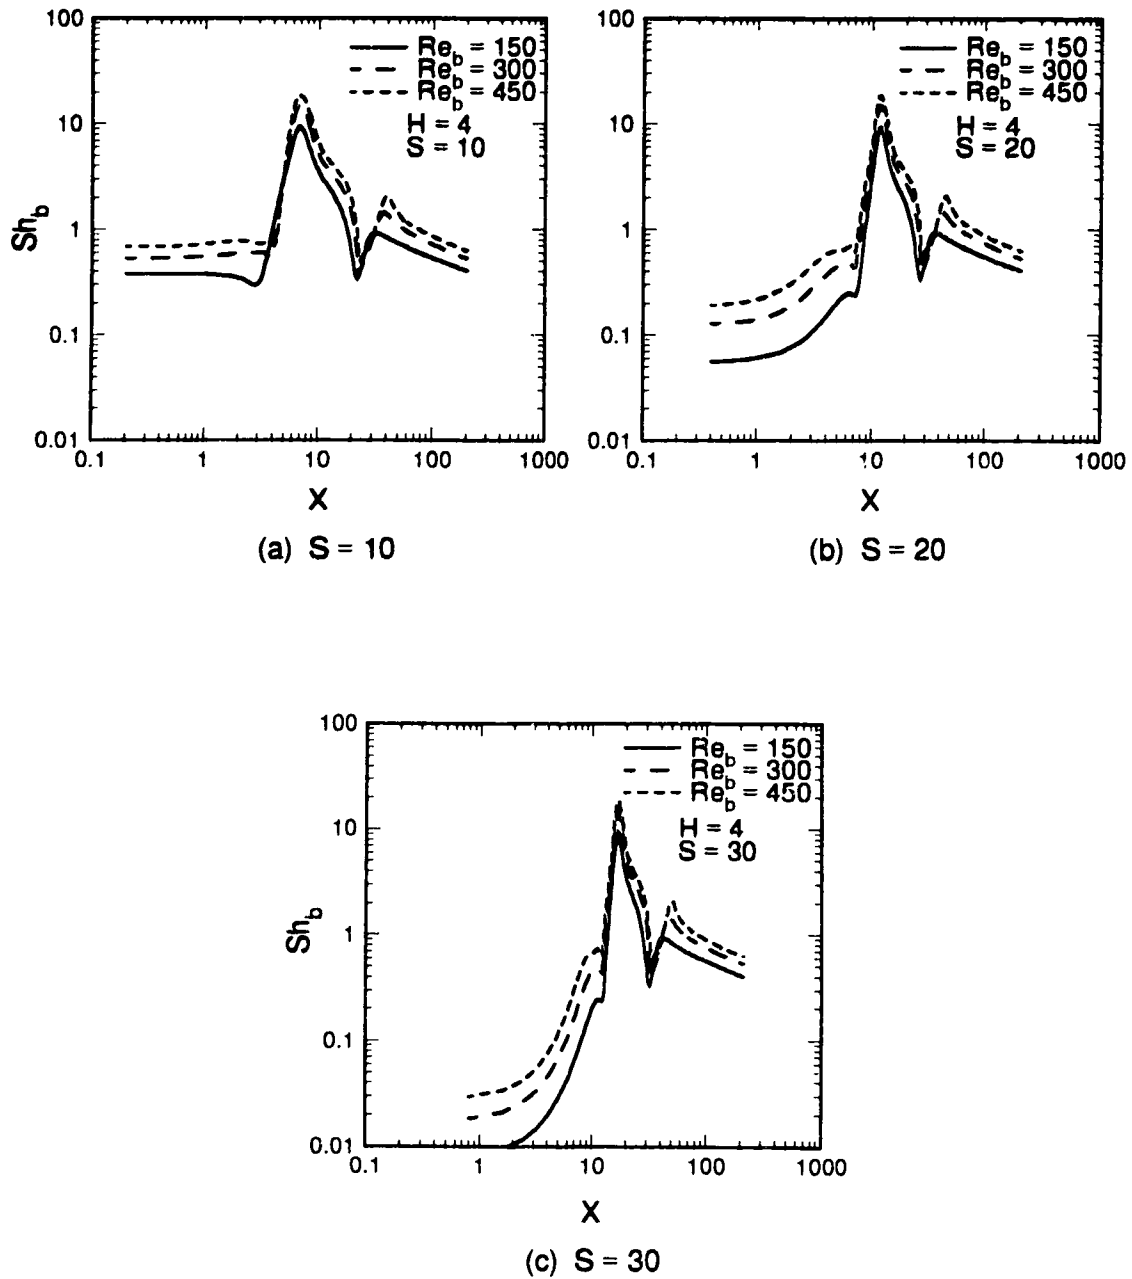 100
10
1
0.1
0.01
Sh_b
Re_b = 150
Re_b = 300
Re_b = 450
H = 4
S = 10
0.1 1 10 100 1000
X
(a) S = 10
100
10
1
0.1
0.01
Re_b = 150
Re_b = 300
Re_b = 450
H = 4
S = 20
0.1 1 10 100 1000
X
(b) S = 20
100
10
1
0.1
0.01
Sh_b
Re_b = 150
Re_b = 300
Re_b = 450
H = 4
S = 30
0.1 1 10 100 1000
X
(c) S = 30